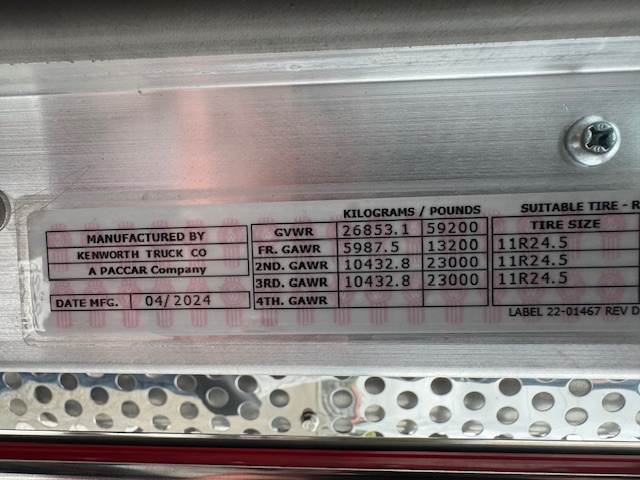 KILOGRAMS / POUNDS SUITABLE TIRE - R
MANUFACTURED BY GVWR 26853.1 59200 TIRE SIZE
KENWORTH TRUCK CO FR. GAWR 5987.5 13200 11R24.5
A PACCAR Company 2ND. GAWR 10432.8 23000 11R24.5
3RD. GAWR 10432.8 23000 11R24.5
DATE MFG. 04/2024 4TH. GAWR
LABEL 22-01467 REV D